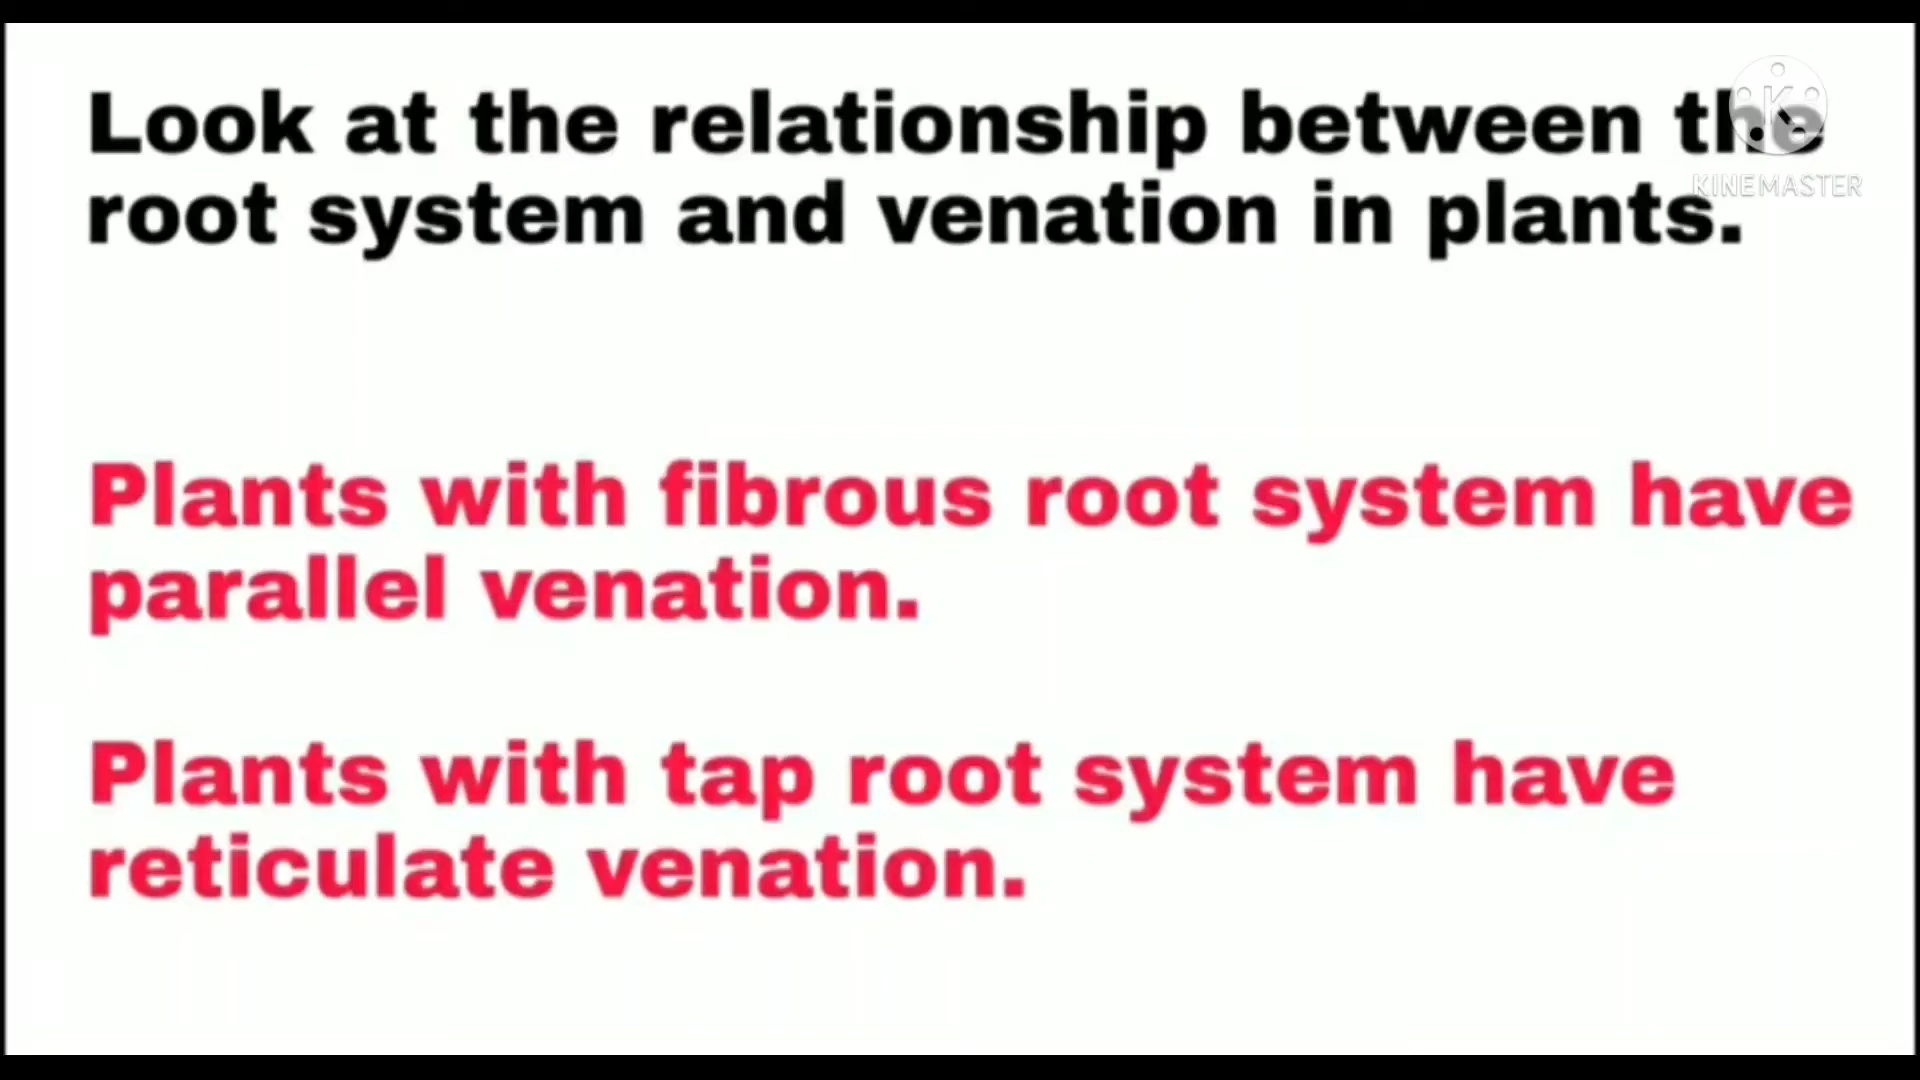 Look at the relationship between the
root system and venation in plants.
KINEMASTER
Plants with fibrous root system have
parallel venation.
Plants with tap root system have
reticulate venation.